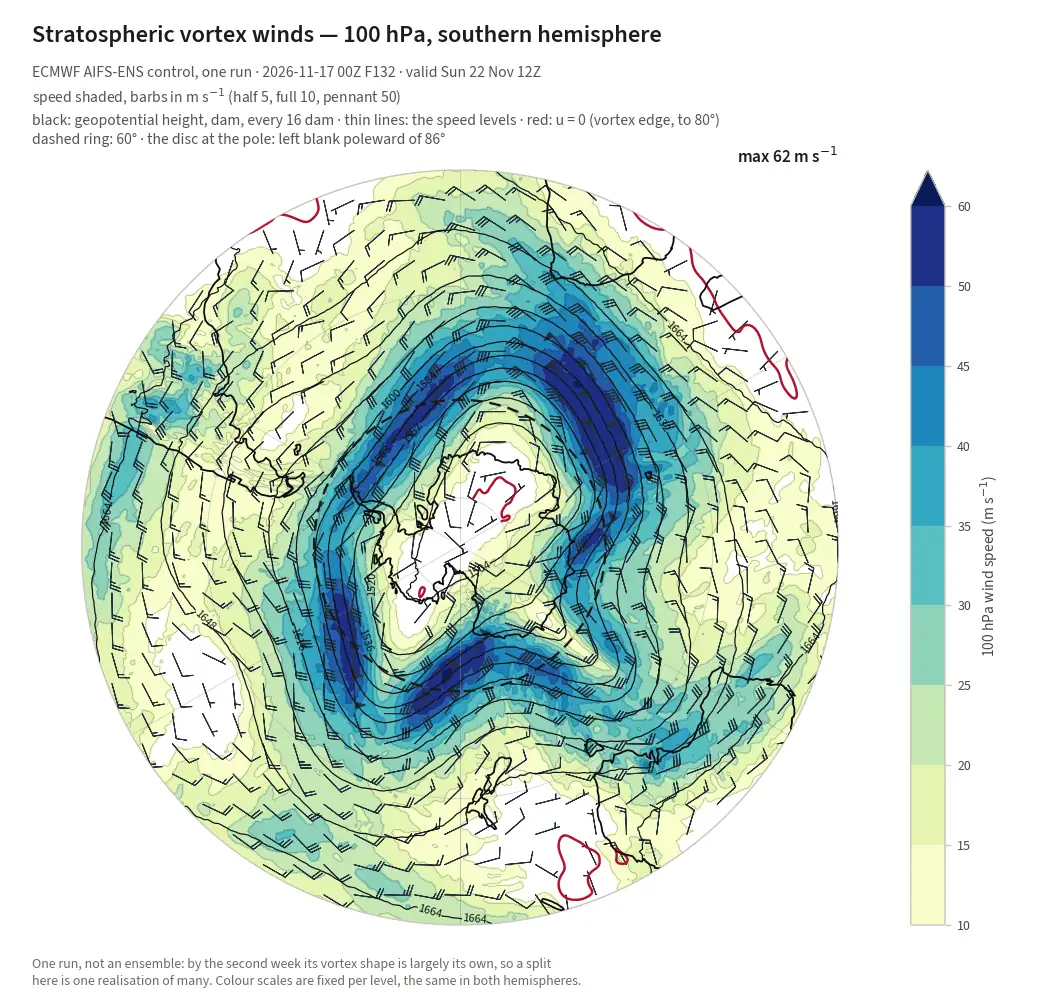 Stratospheric vortex winds — 100 hPa, southern hemisphere
ECMWF AIFS-ENS control, one run · 2026-11-17 00Z F132 · valid Sun 22 Nov 12Z
speed shaded, barbs in m s⁻¹ (half 5, full 10, pennant 50)
black: geopotential height, dam, every 16 dam · thin lines: the speed levels · red: u = 0 (vortex edge, to 80°)
dashed ring: 60° · the disc at the pole: left blank poleward of 86°
max 62 m s⁻¹
60
50
45
40
35
30
25
20
15
10
100 hPa wind speed (m s⁻¹)
1664
1600
1584
1664
1520
1536
1648
1664
1664
1664
One run, not an ensemble: by the second week its vortex shape is largely its own, so a split
here is one realisation of many. Colour scales are fixed per level, the same in both hemispheres.